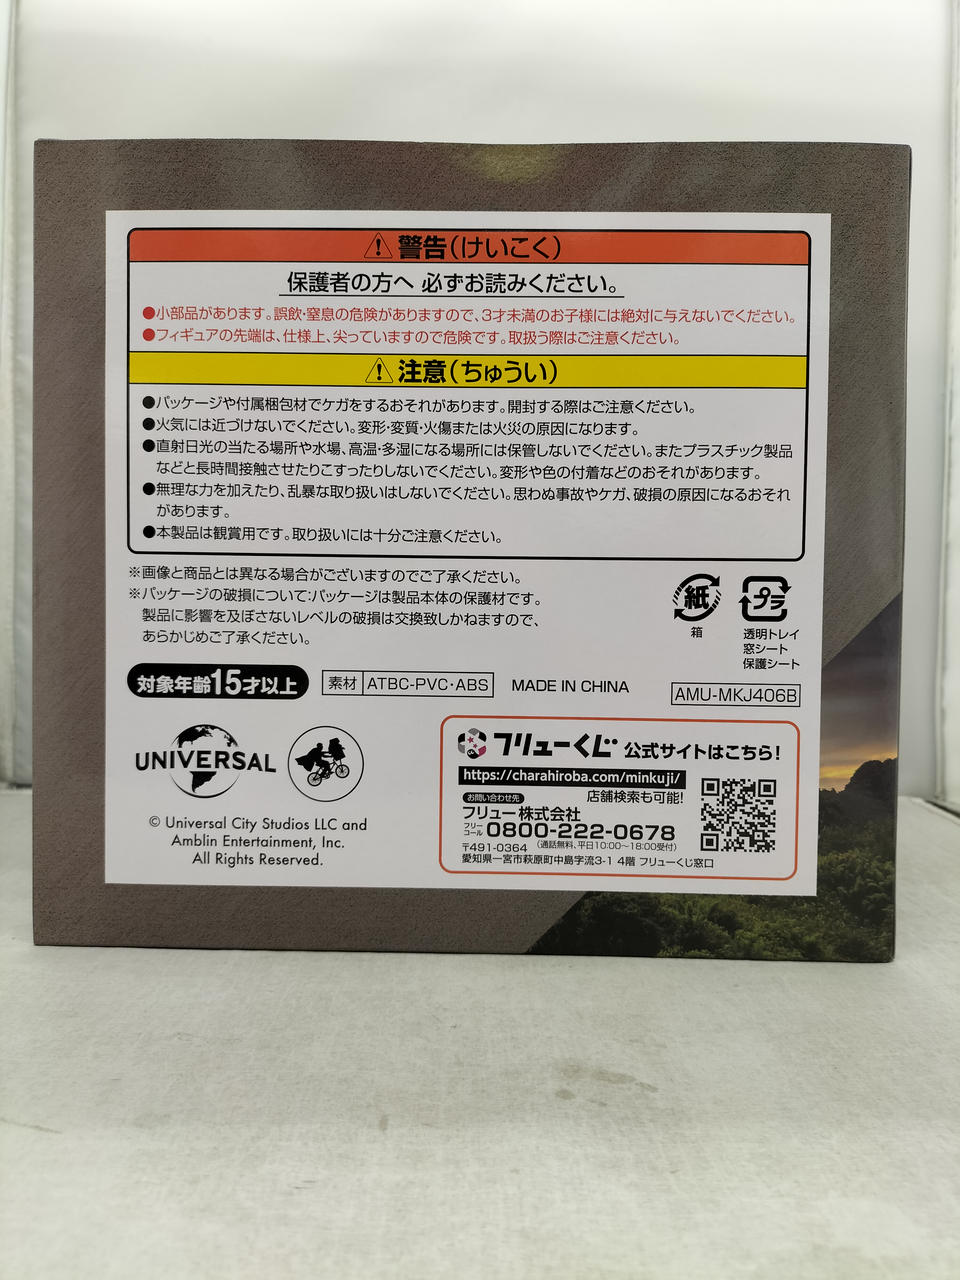 ⚠警告(けいこく)
保護者の方へ 必ずお読みください。
●小部品があります。誤飲・窒息の危険がありますので、3才未満のお子様には絶対に与えないでください。
●フィギュアの先端は、仕様上、尖っていますので危険です。取扱う際はご注意ください。
⚠注意(ちゅうい)
●パッケージや付属梱包材でケガをするおそれがあります。開封する際はご注意ください。
●火気には近づけないでください。変形・変質・火傷または火災の原因になります。
●直射日光の当たる場所や水場、高温・多湿になる場所には保管しないでください。またプラスチック製品
などと長時間接触させたりこすったりしないでください。変形や色の付着などのおそれがあります。
●無理な力を加えたり、乱暴な取り扱いはしないでください。思わぬ事故やケガ、破損の原因になるおそれ
があります。
●本製品は観賞用です。取り扱いには十分ご注意ください。
※画像と商品とは異なる場合がございますのでご了承ください。
※パッケージの破損について:パッケージは製品本体の保護材です。
製品に影響を及ぼさないレベルの破損は交換致しかねますので、
あらかじめご了承ください。
紙
箱
プラ
透明トレイ
窓シート
保護シート
対象年齢15才以上
素材 ATBC-PVC・ABS
MADE IN CHINA
AMU-MKJ406B
UNIVERSAL
© Universal City Studios LLC and
Amblin Entertainment, Inc.
All Rights Reserved.
フリューくじ 公式サイトはこちら!
https://charahiroba.com/minkuji/
店舗検索も可能!
お問い合わせ先
フリュー株式会社
フリーコール 0800-222-0678
〒491-0364 (通話無料、平日10:00〜18:00受付)
愛知県一宮市萩原町中島字流3-1 4階 フリューくじ窓口